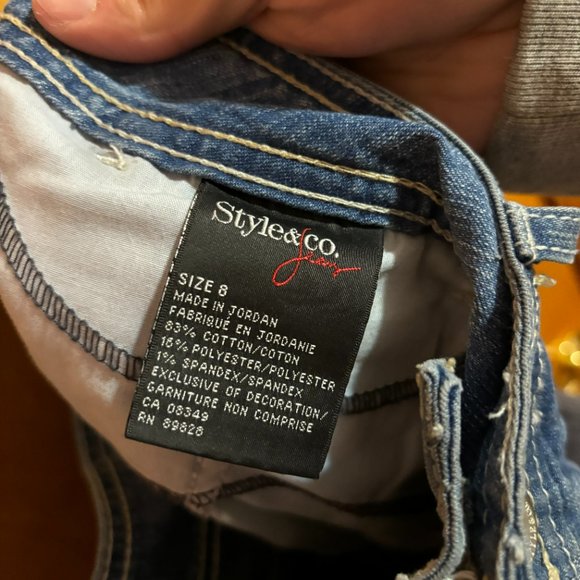 Style&co.
Jeans
SIZE 8
MADE IN JORDAN
FABRIQUÉ EN JORDANIE
83% COTTON/COTON
16% POLYESTER/POLYESTER
1% SPANDEX/SPANDEX
EXCLUSIVE OF DECORATION/
GARNITURE NON COMPRISE
CA 08349
RN 89628